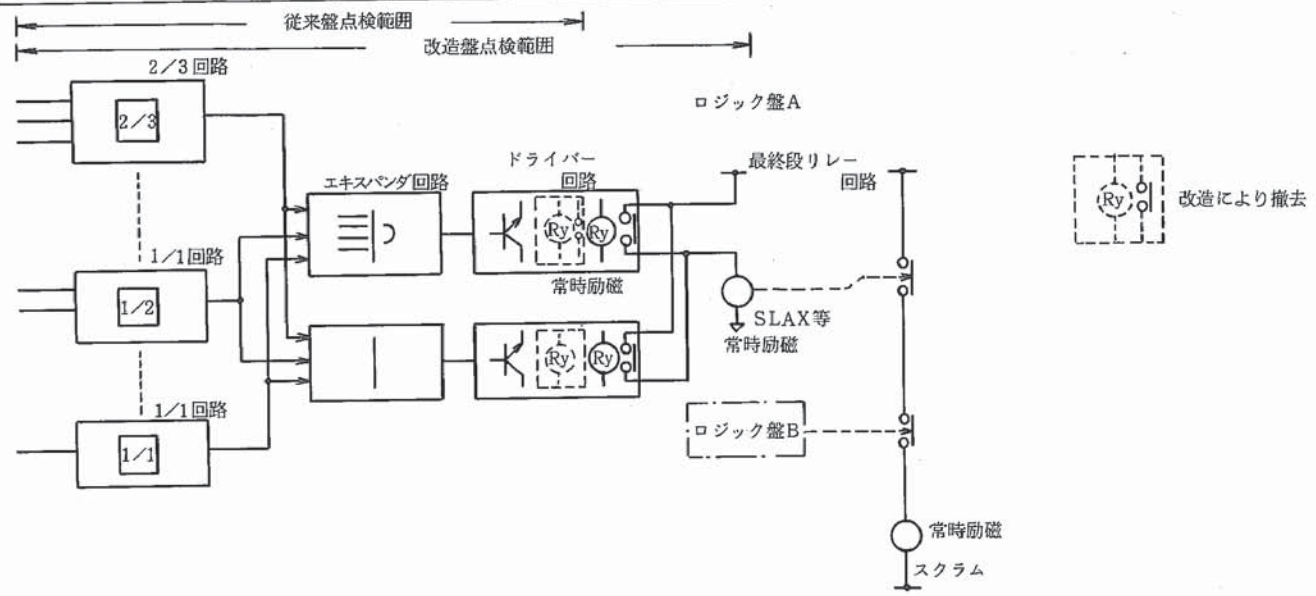 従来盤点検範囲
改造盤点検範囲
2/3回路
2/3
ロジック盤A
ドライバー
回路
最終段リレー
回路
エキスパンダ回路
Ry
Ry
Ry
改造により撤去
1/1回路
1/2
常時励磁
SLAX等
常時励磁
Ry
Ry
1/1回路
1/1
ロジック盤B
常時励磁
スクラム